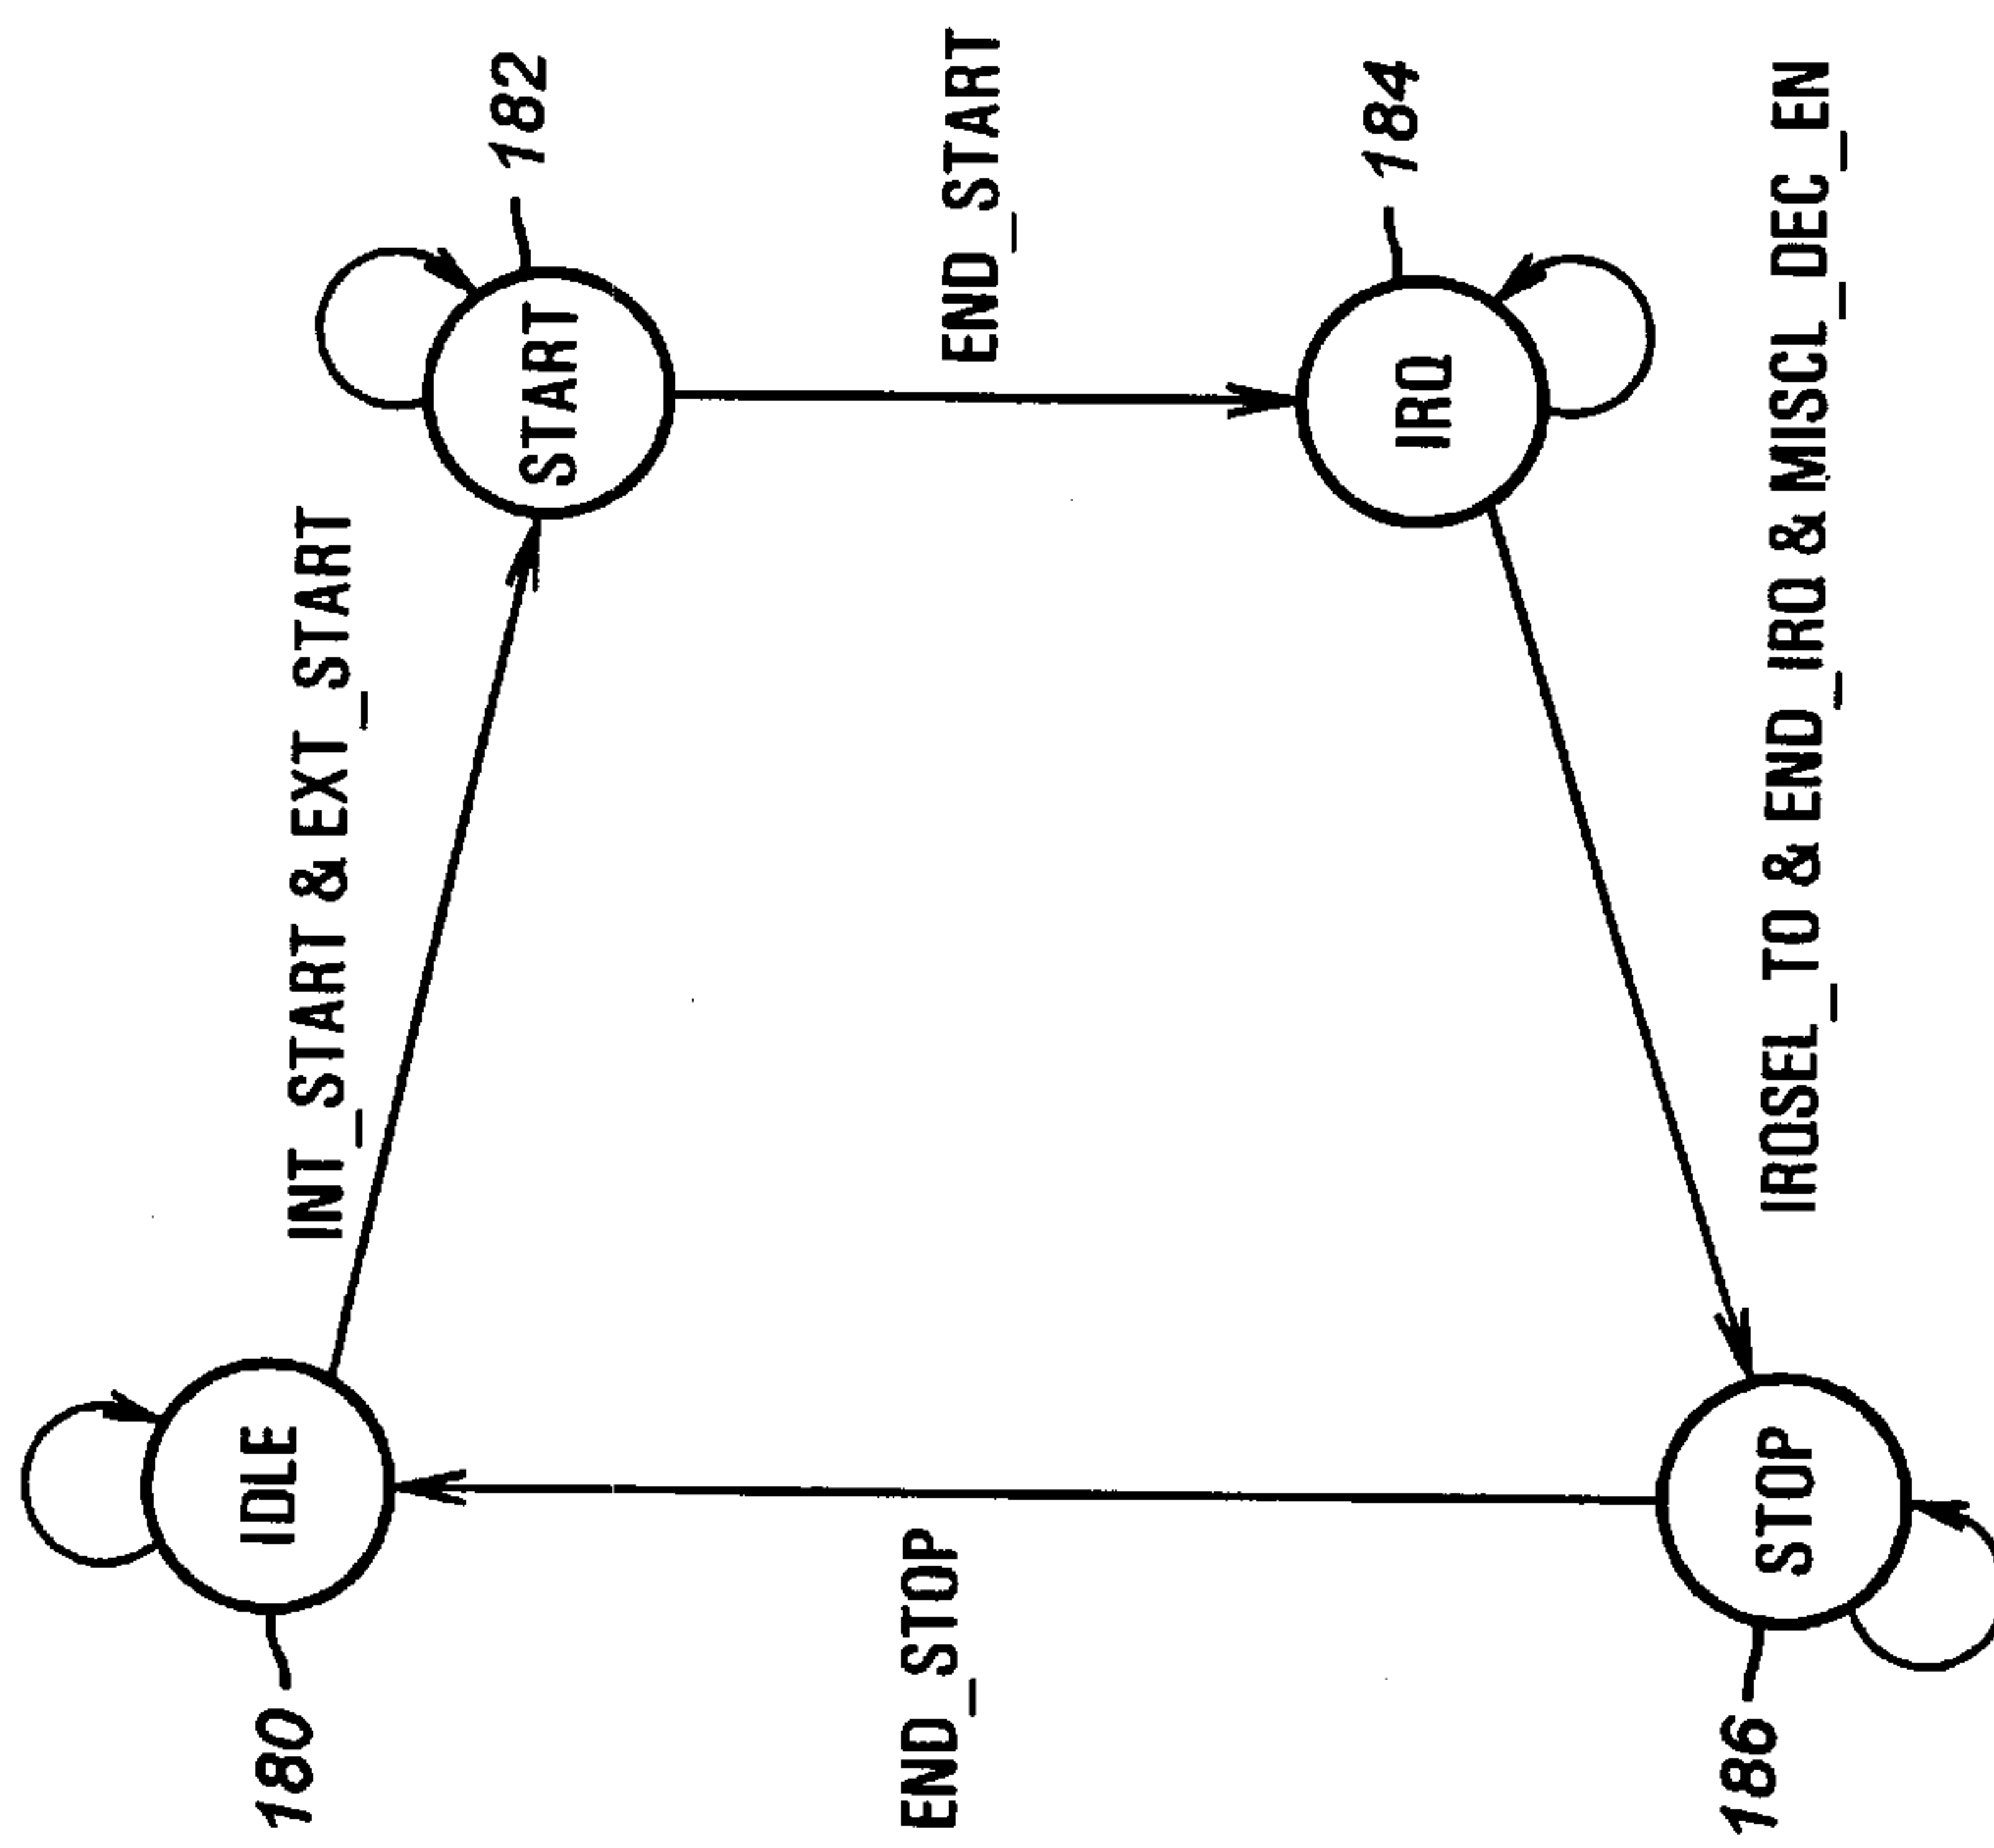 180
IDLE
INT_START & EXT_START
START
182
END_STOP
END_START
IRQ
184
186
STOP
IRQSEL_TO & END_IRQ & MISCL_DEC_EN